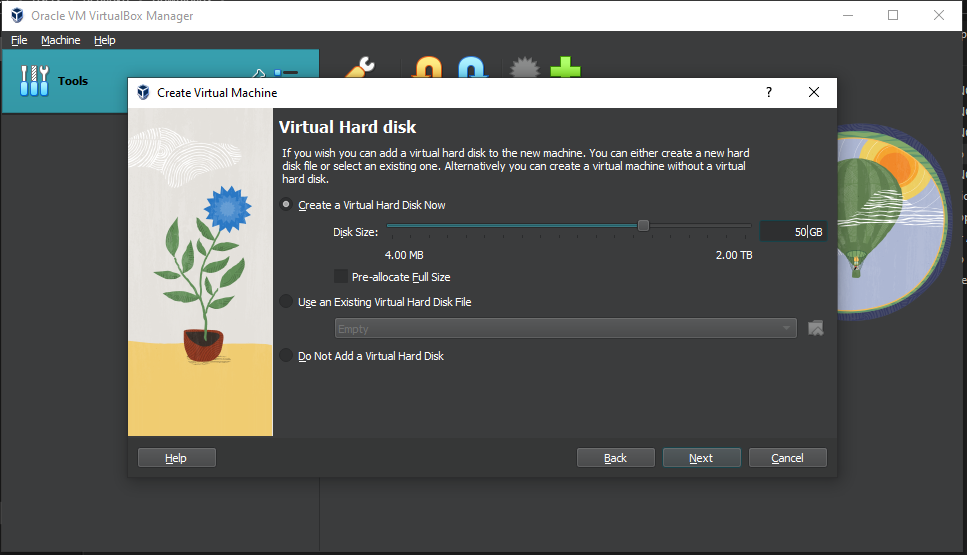 Oracle VM VirtualBox Manager
File Machine Help
Tools
Create Virtual Machine
?
Virtual Hard disk
If you wish you can add a virtual hard disk to the new machine. You can either create a new hard
disk file or select an existing one. Alternatively you can create a virtual machine without a virtual
hard disk.
Create a Virtual Hard Disk Now
Disk Size:
50 GB
4.00 MB
2.00 TB
Pre-allocate Full Size
Use an Existing Virtual Hard Disk File
Empty
Do Not Add a Virtual Hard Disk
Help
Back
Next
Cancel